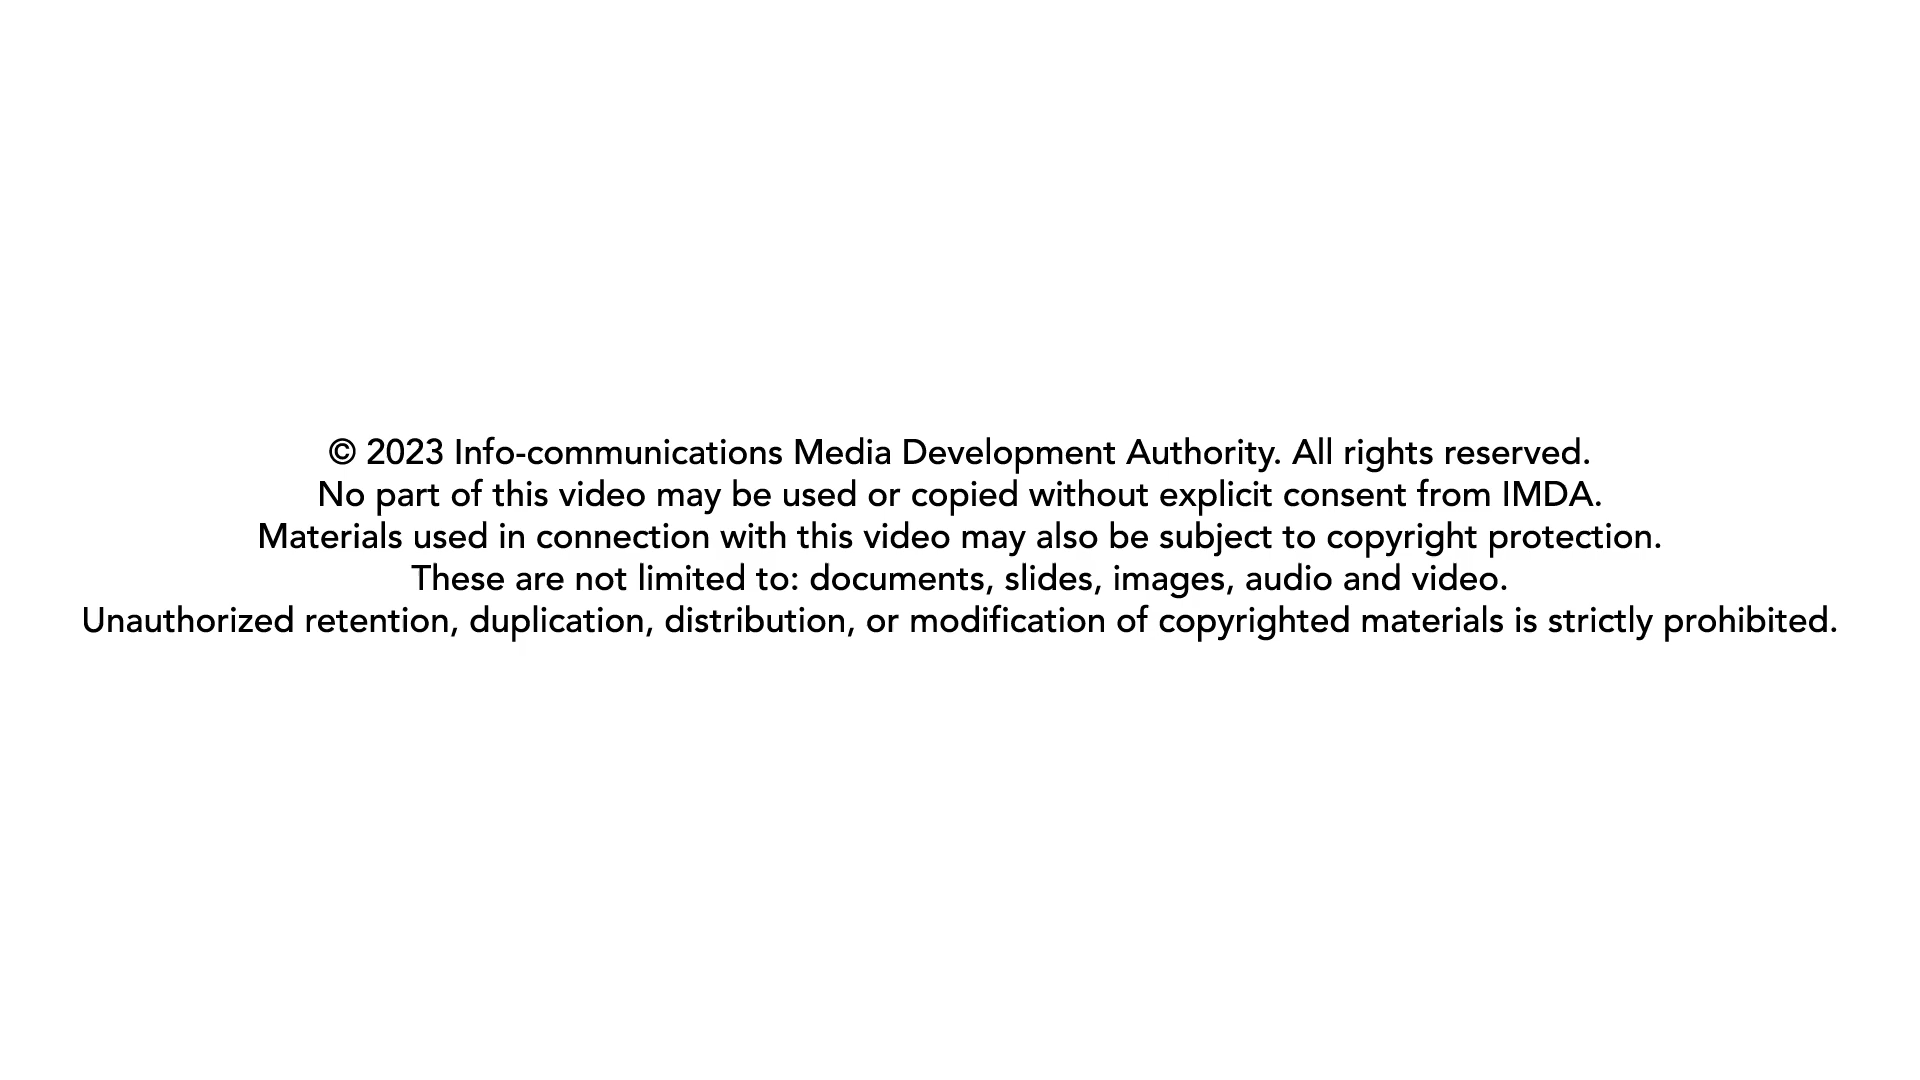 © 2023 Info-communications Media Development Authority. All rights reserved.
No part of this video may be used or copied without explicit consent from IMDA.
Materials used in connection with this video may also be subject to copyright protection.
These are not limited to: documents, slides, images, audio and video.
Unauthorized retention, duplication, distribution, or modification of copyrighted materials is strictly prohibited.